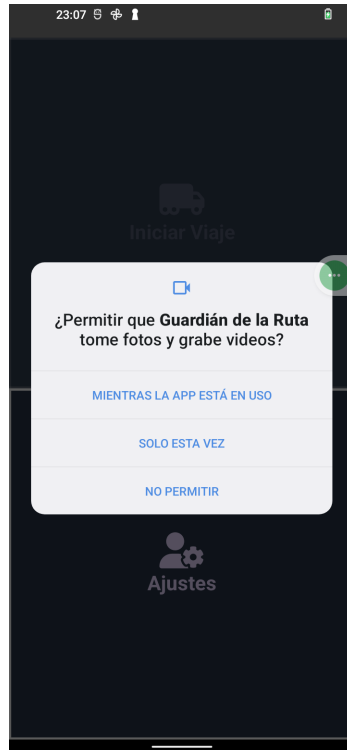 23:07
Iniciar Viaje
¿Permitir que Guardián de la Ruta
tome fotos y grabe videos?
MIENTRAS LA APP ESTÁ EN USO
SOLO ESTA VEZ
NO PERMITIR
Ajustes